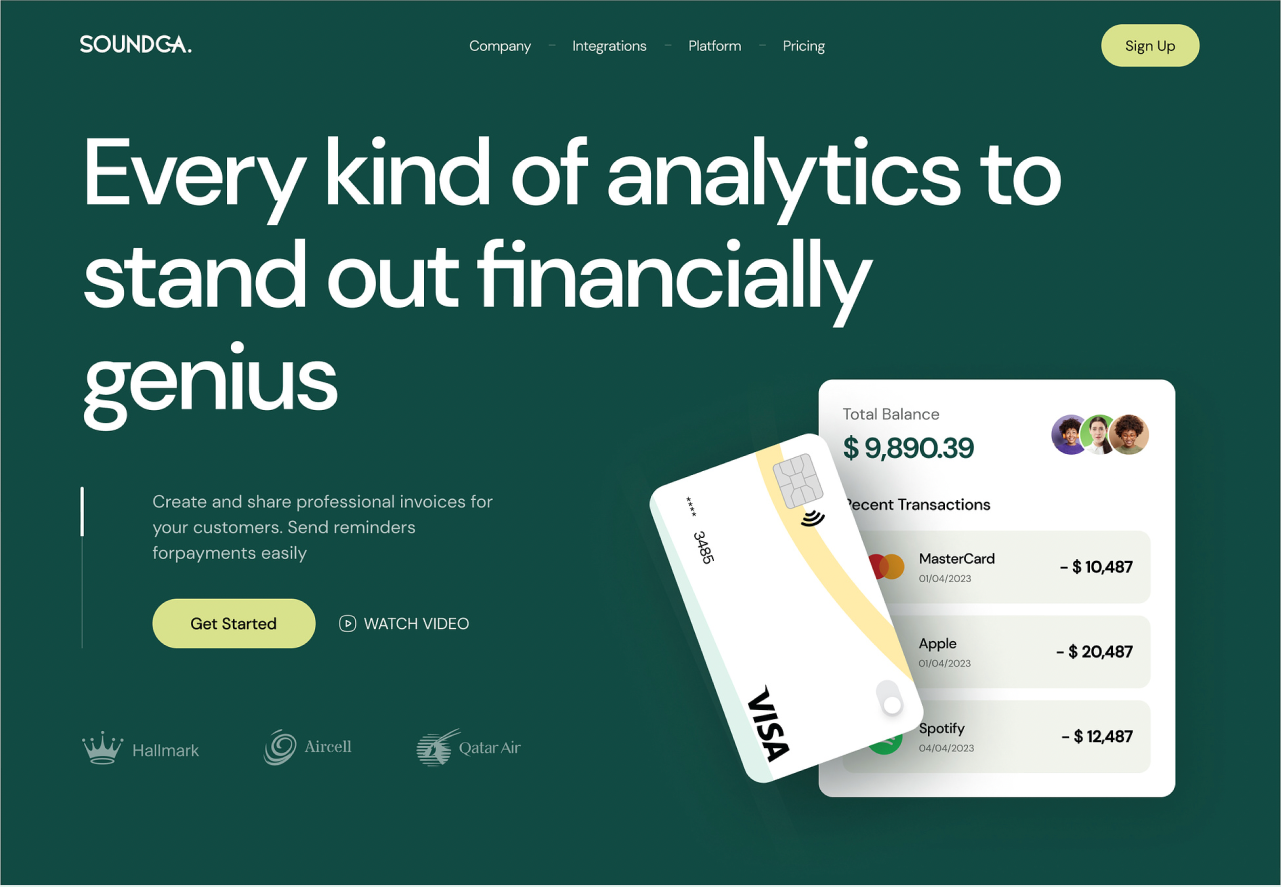 SOUNDGA.
Company – Integrations – Platform – Pricing
Sign Up
Every kind of analytics to
stand out financially
genius
Create and share professional invoices for
your customers. Send reminders
forpayments easily
Get Started
WATCH VIDEO
Hallmark
Aircell
Qatar Air
**** 3485
VISA
Total Balance
$ 9,890.39
Recent Transactions
MasterCard
01/04/2023
- $ 10,487
Apple
01/04/2023
- $ 20,487
Spotify
04/04/2023
- $ 12,487